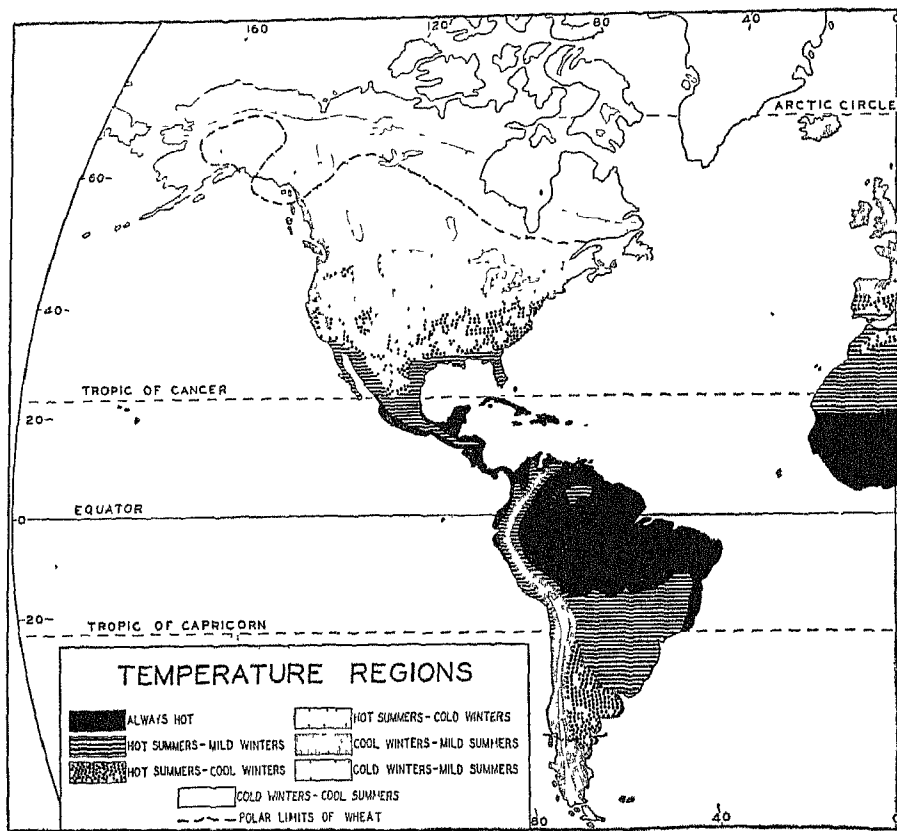 160 120 80 0
ARCTIC CIRCLE
60
40
TROPIC OF CANCER
20
EQUATOR
0
20
TROPIC OF CAPRICORN
TEMPERATURE REGIONS
ALWAYS HOT
HOT SUMMERS-MILD WINTERS
HOT SUMMERS-COOL WINTERS
HOT SUMMERS-COLD WINTERS
COOL WINTERS-MILD SUMMERS
COLD WINTERS-MILD SUMMERS
COLD WINTERS-COOL SUMMERS
POLAR LIMITS OF WHEAT
80 40 0